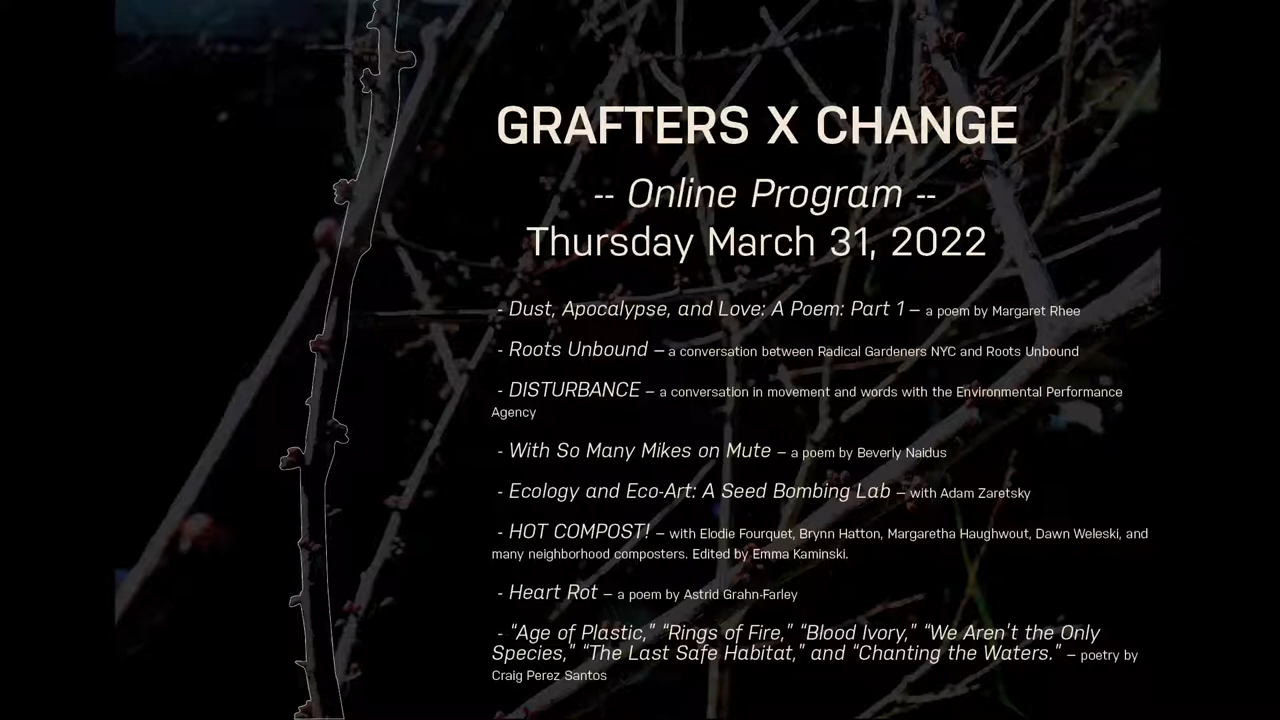 GRAFTERS X CHANGE
-- Online Program --
Thursday March 31, 2022
- Dust, Apocalypse, and Love: A Poem: Part 1 – a poem by Margaret Rhee
- Roots Unbound – a conversation between Radical Gardeners NYC and Roots Unbound
- DISTURBANCE – a conversation in movement and words with the Environmental Performance
Agency
- With So Many Mikes on Mute – a poem by Beverly Naidus
- Ecology and Eco-Art: A Seed Bombing Lab – with Adam Zaretsky
- HOT COMPOST! – with Elodie Fourquet, Brynn Hatton, Margaretha Haughwout, Dawn Weleski, and
many neighborhood composters. Edited by Emma Kaminski.
- Heart Rot – a poem by Astrid Grahn-Farley
- “Age of Plastic,” “Rings of Fire,” “Blood Ivory,” “We Aren't the Only
Species,” “The Last Safe Habitat,” and “Chanting the Waters.” – poetry by
Craig Perez Santos